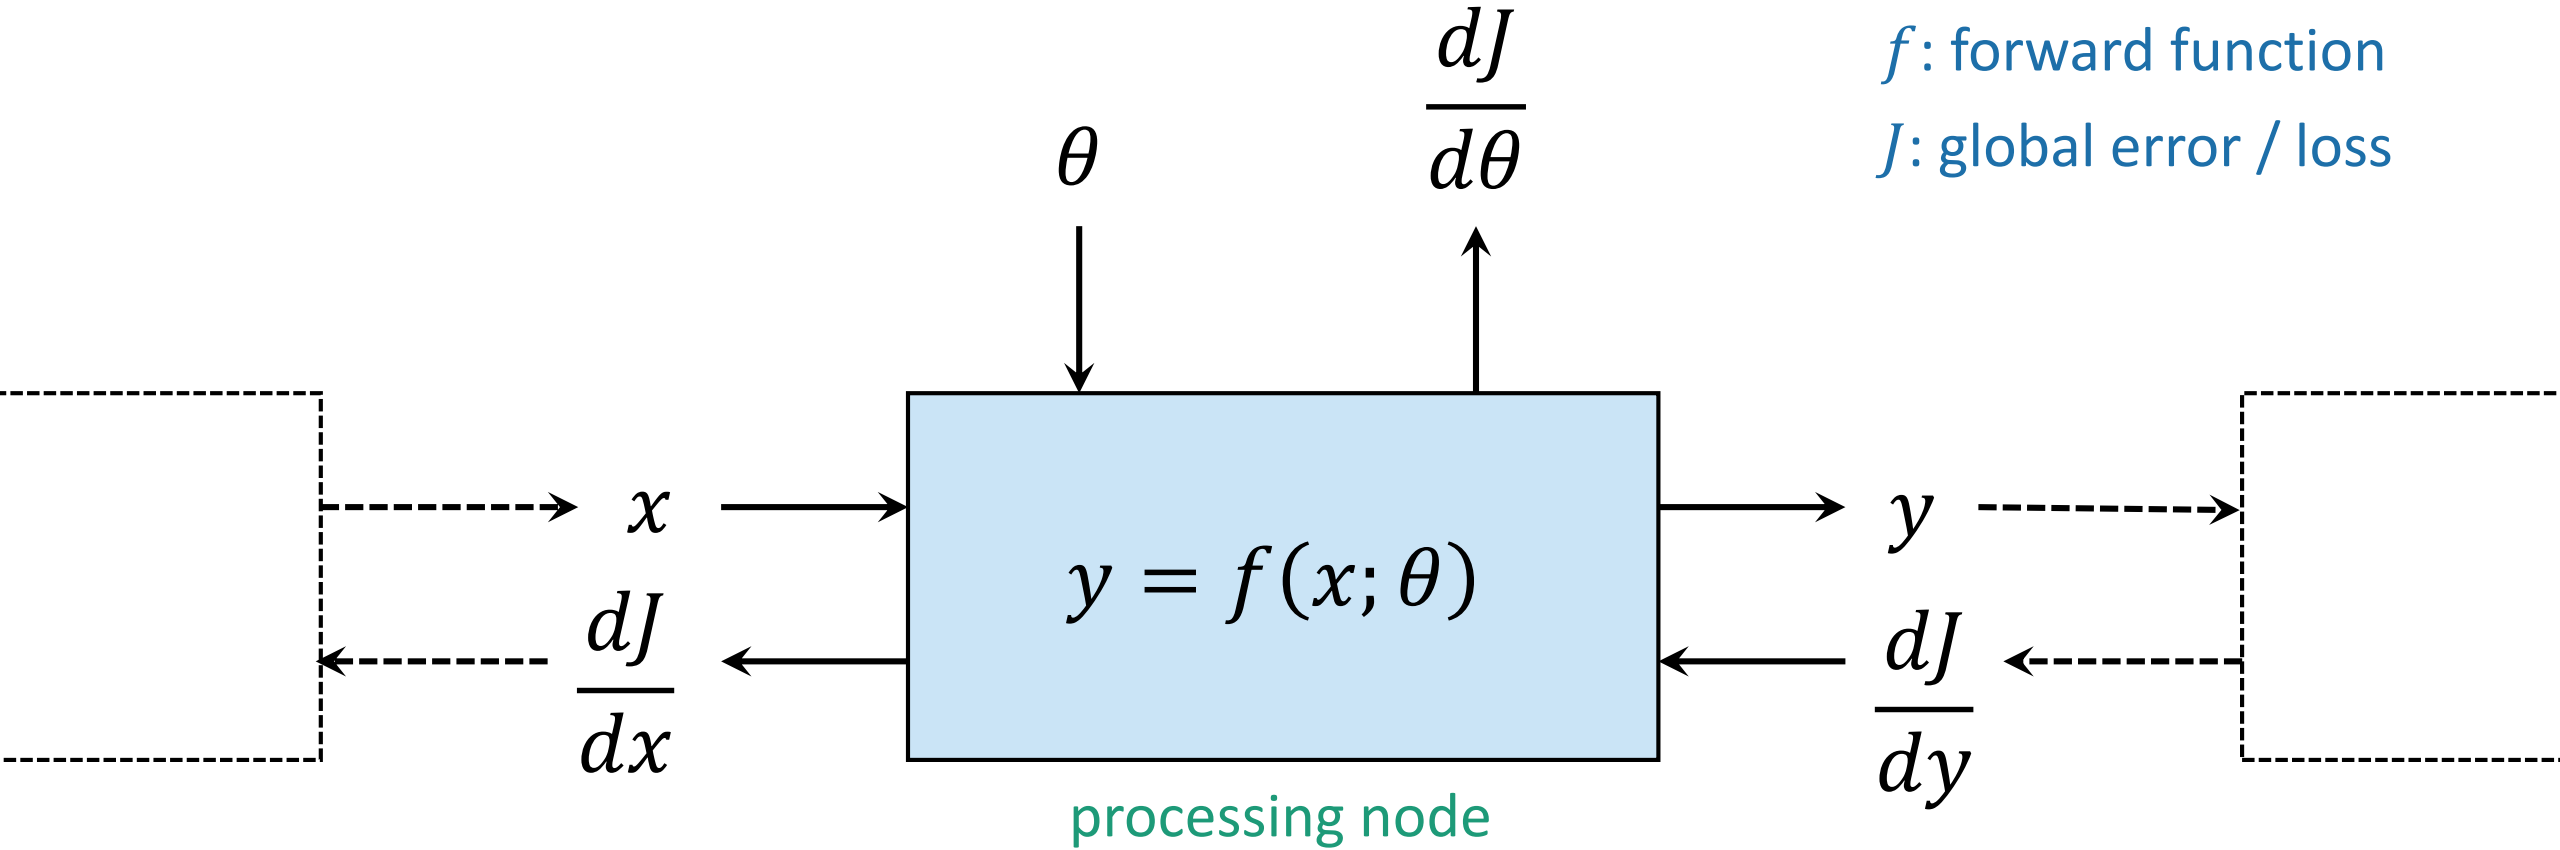 f: forward function
J: global error / loss
θ
dJ
dθ
x
y = f(x; θ)
y
dJ
dx
dJ
dy
processing node